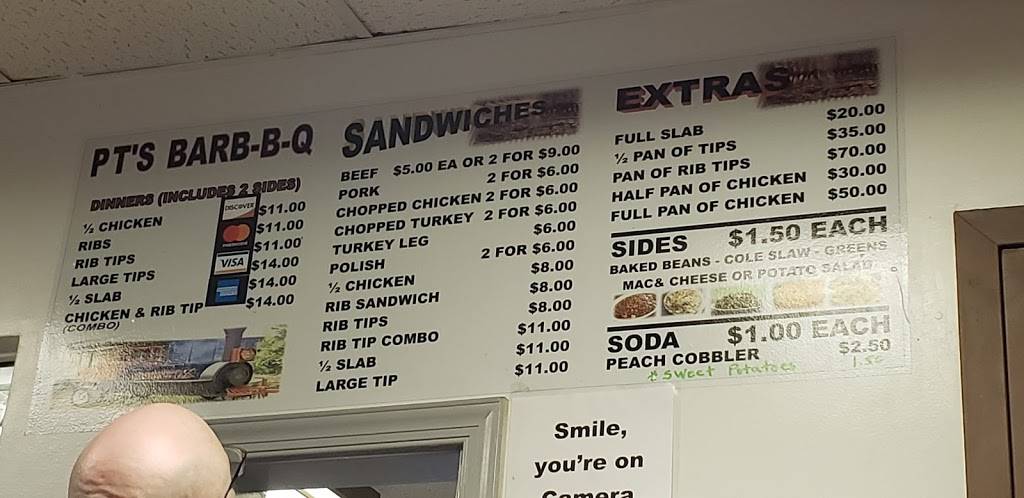 PT'S BARB-B-Q
DINNERS (INCLUDES 2 SIDES)
½ CHICKEN $11.00
RIBS $11.00
RIB TIPS $11.00
LARGE TIPS $14.00
½ SLAB $14.00
CHICKEN & RIB TIP $14.00
(COMBO)
DISCOVER
VISA
SANDWICHES
BEEF $5.00 EA OR 2 FOR $9.00
PORK 2 FOR $6.00
CHOPPED CHICKEN 2 FOR $6.00
CHOPPED TURKEY 2 FOR $6.00
TURKEY LEG $6.00
POLISH 2 FOR $6.00
½ CHICKEN $8.00
RIB SANDWICH $8.00
RIB TIPS $8.00
RIB TIP COMBO $11.00
½ SLAB $11.00
LARGE TIP $11.00
EXTRAS
FULL SLAB $20.00
½ PAN OF TIPS $35.00
PAN OF RIB TIPS $70.00
HALF PAN OF CHICKEN $30.00
FULL PAN OF CHICKEN $50.00
SIDES $1.50 EACH
BAKED BEANS - COLE SLAW - GREENS
MAC& CHEESE OR POTATO SALAD
SODA $1.00 EACH
PEACH COBBLER $2.50
Sweet Potatoes 1.50
Smile,
you're on
Camera